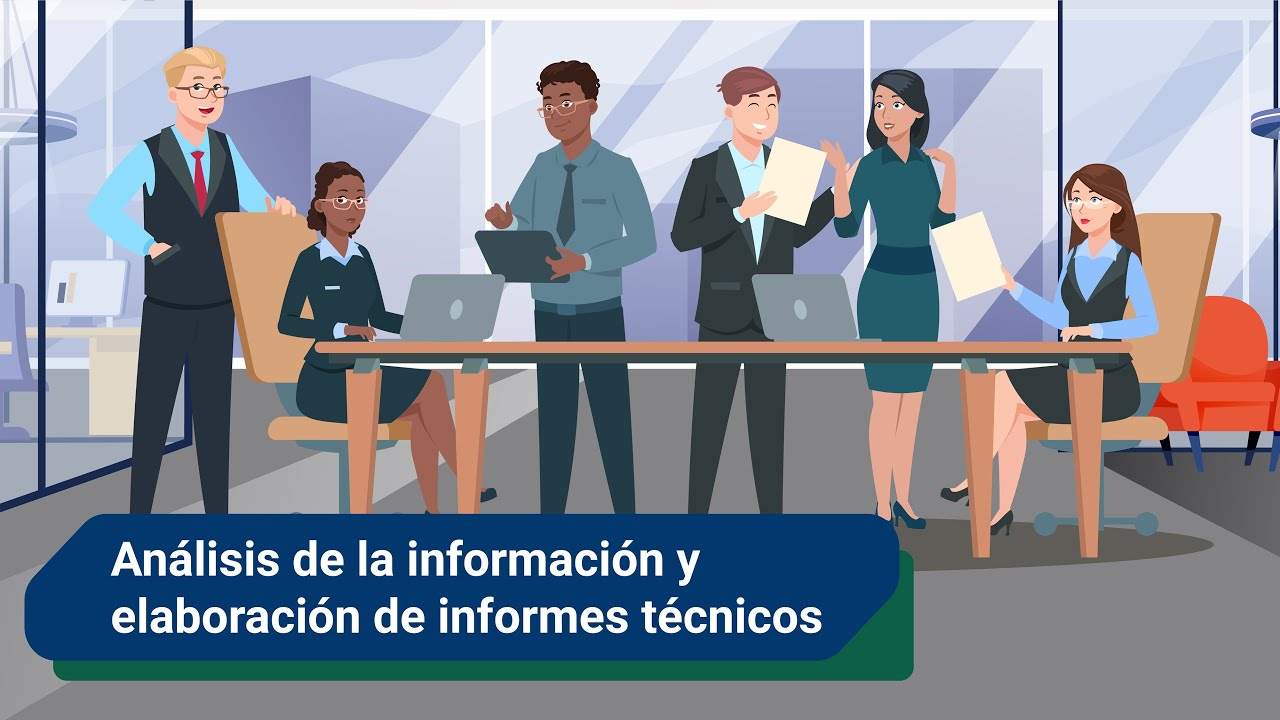 Análisis de la información y
elaboración de informes técnicos